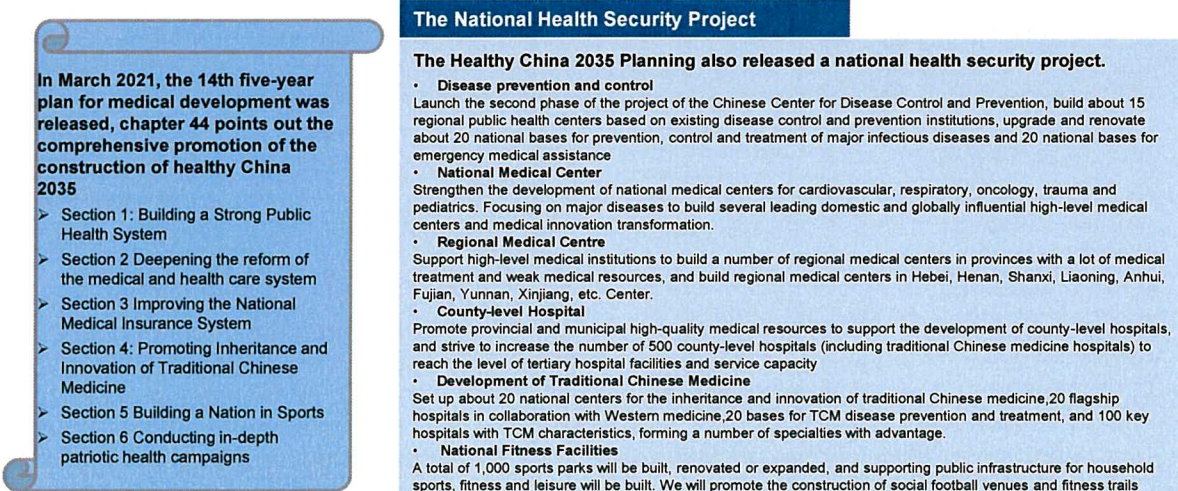 In March 2021, the 14th five-year
plan for medical development was
released, chapter 44 points out the
comprehensive promotion of the
construction of healthy China
2035
➢ Section 1: Building a Strong Public
Health System
➢ Section 2 Deepening the reform of
the medical and health care system
➢ Section 3 Improving the National
Medical Insurance System
➢ Section 4: Promoting Inheritance and
Innovation of Traditional Chinese
Medicine
➢ Section 5 Building a Nation in Sports
➢ Section 6 Conducting in-depth
patriotic health campaigns
The National Health Security Project
The Healthy China 2035 Planning also released a national health security project.
• Disease prevention and control
Launch the second phase of the project of the Chinese Center for Disease Control and Prevention, build about 15
regional public health centers based on existing disease control and prevention institutions, upgrade and renovate
about 20 national bases for prevention, control and treatment of major infectious diseases and 20 national bases for
emergency medical assistance
• National Medical Center
Strengthen the development of national medical centers for cardiovascular, respiratory, oncology, trauma and
pediatrics. Focusing on major diseases to build several leading domestic and globally influential high-level medical
centers and medical innovation transformation.
• Regional Medical Centre
Support high-level medical institutions to build a number of regional medical centers in provinces with a lot of medical
treatment and weak medical resources, and build regional medical centers in Hebei, Henan, Shanxi, Liaoning, Anhui,
Fujian, Yunnan, Xinjiang, etc. Center.
• County-level Hospital
Promote provincial and municipal high-quality medical resources to support the development of county-level hospitals,
and strive to increase the number of 500 county-level hospitals (including traditional Chinese medicine hospitals) to
reach the level of tertiary hospital facilities and service capacity
• Development of Traditional Chinese Medicine
Set up about 20 national centers for the inheritance and innovation of traditional Chinese medicine,20 flagship
hospitals in collaboration with Western medicine,20 bases for TCM disease prevention and treatment, and 100 key
hospitals with TCM characteristics, forming a number of specialties with advantage.
• National Fitness Facilities
A total of 1,000 sports parks will be built, renovated or expanded, and supporting public infrastructure for household
sports, fitness and leisure will be built. We will promote the construction of social football venues and fitness trails